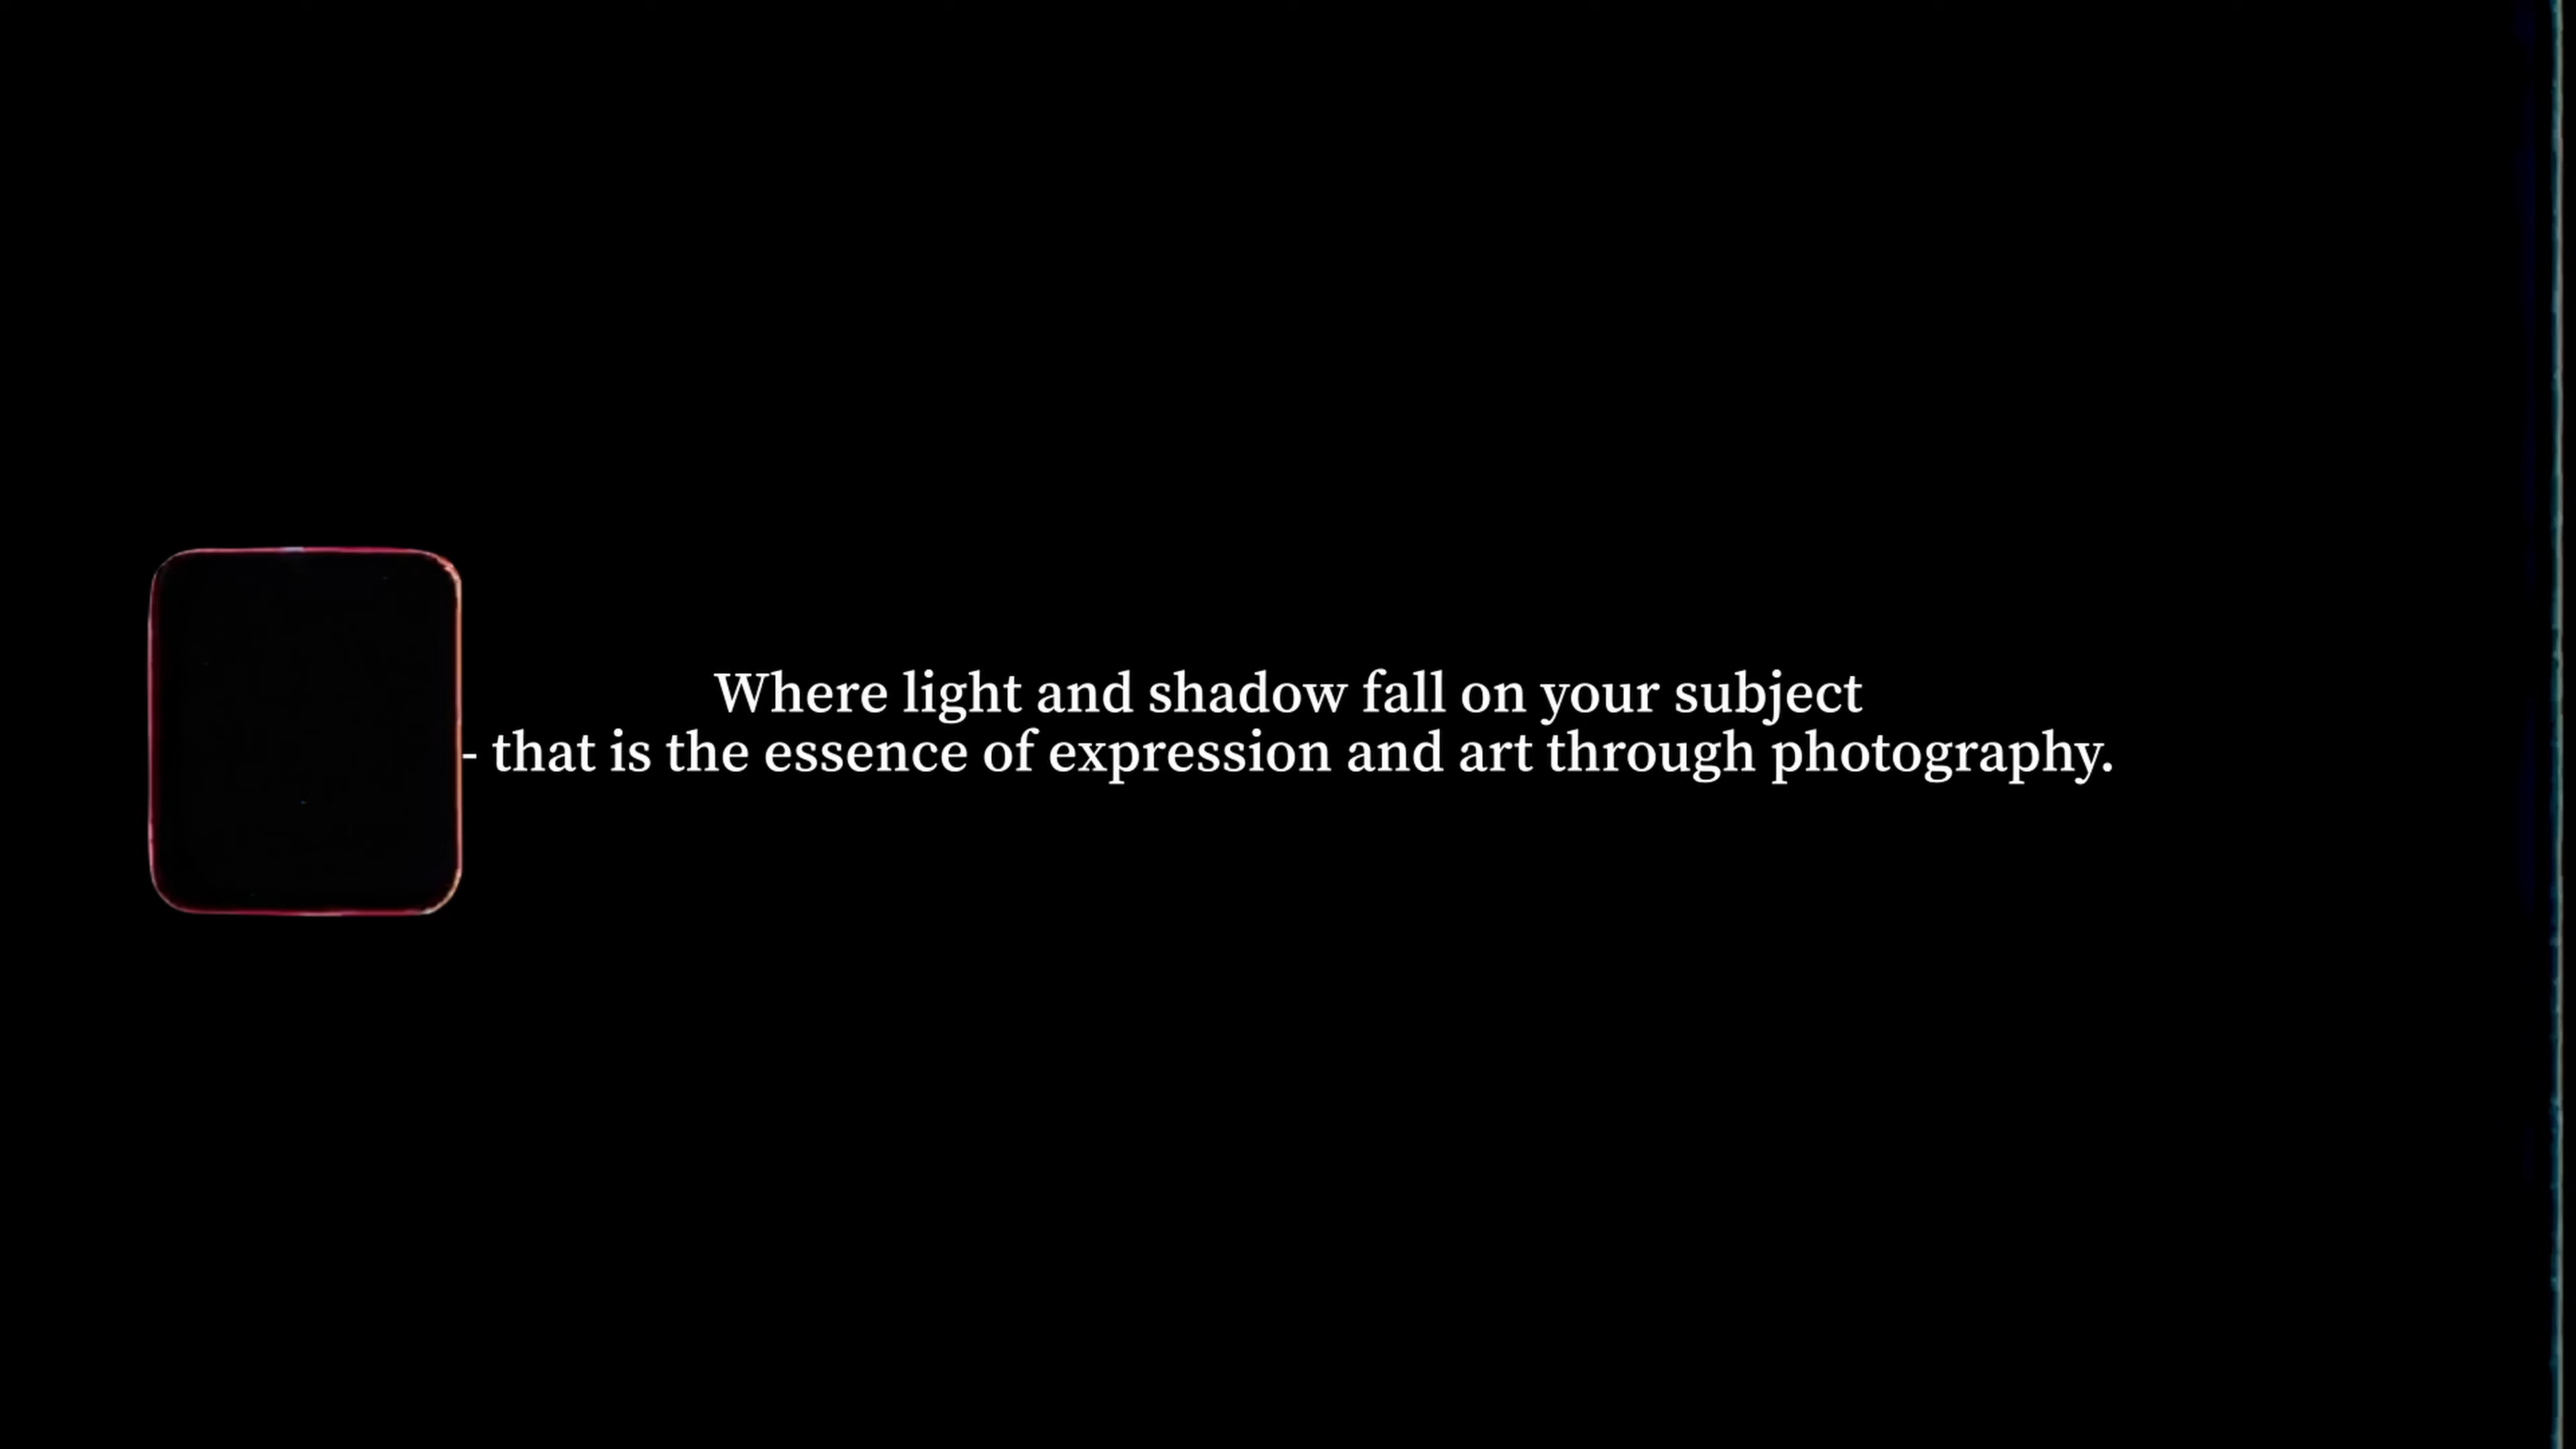 Where light and shadow fall on your subject
- that is the essence of expression and art through photography.